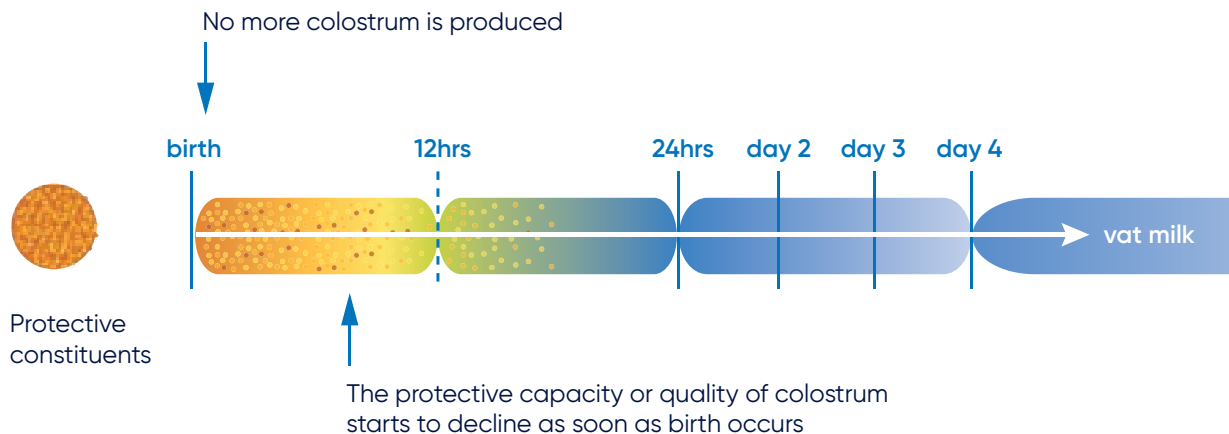 No more colostrum is produced
birth
12hrs
24hrs
day 2
day 3
day 4
vat milk
Protective
constituents
The protective capacity or quality of colostrum
starts to decline as soon as birth occurs